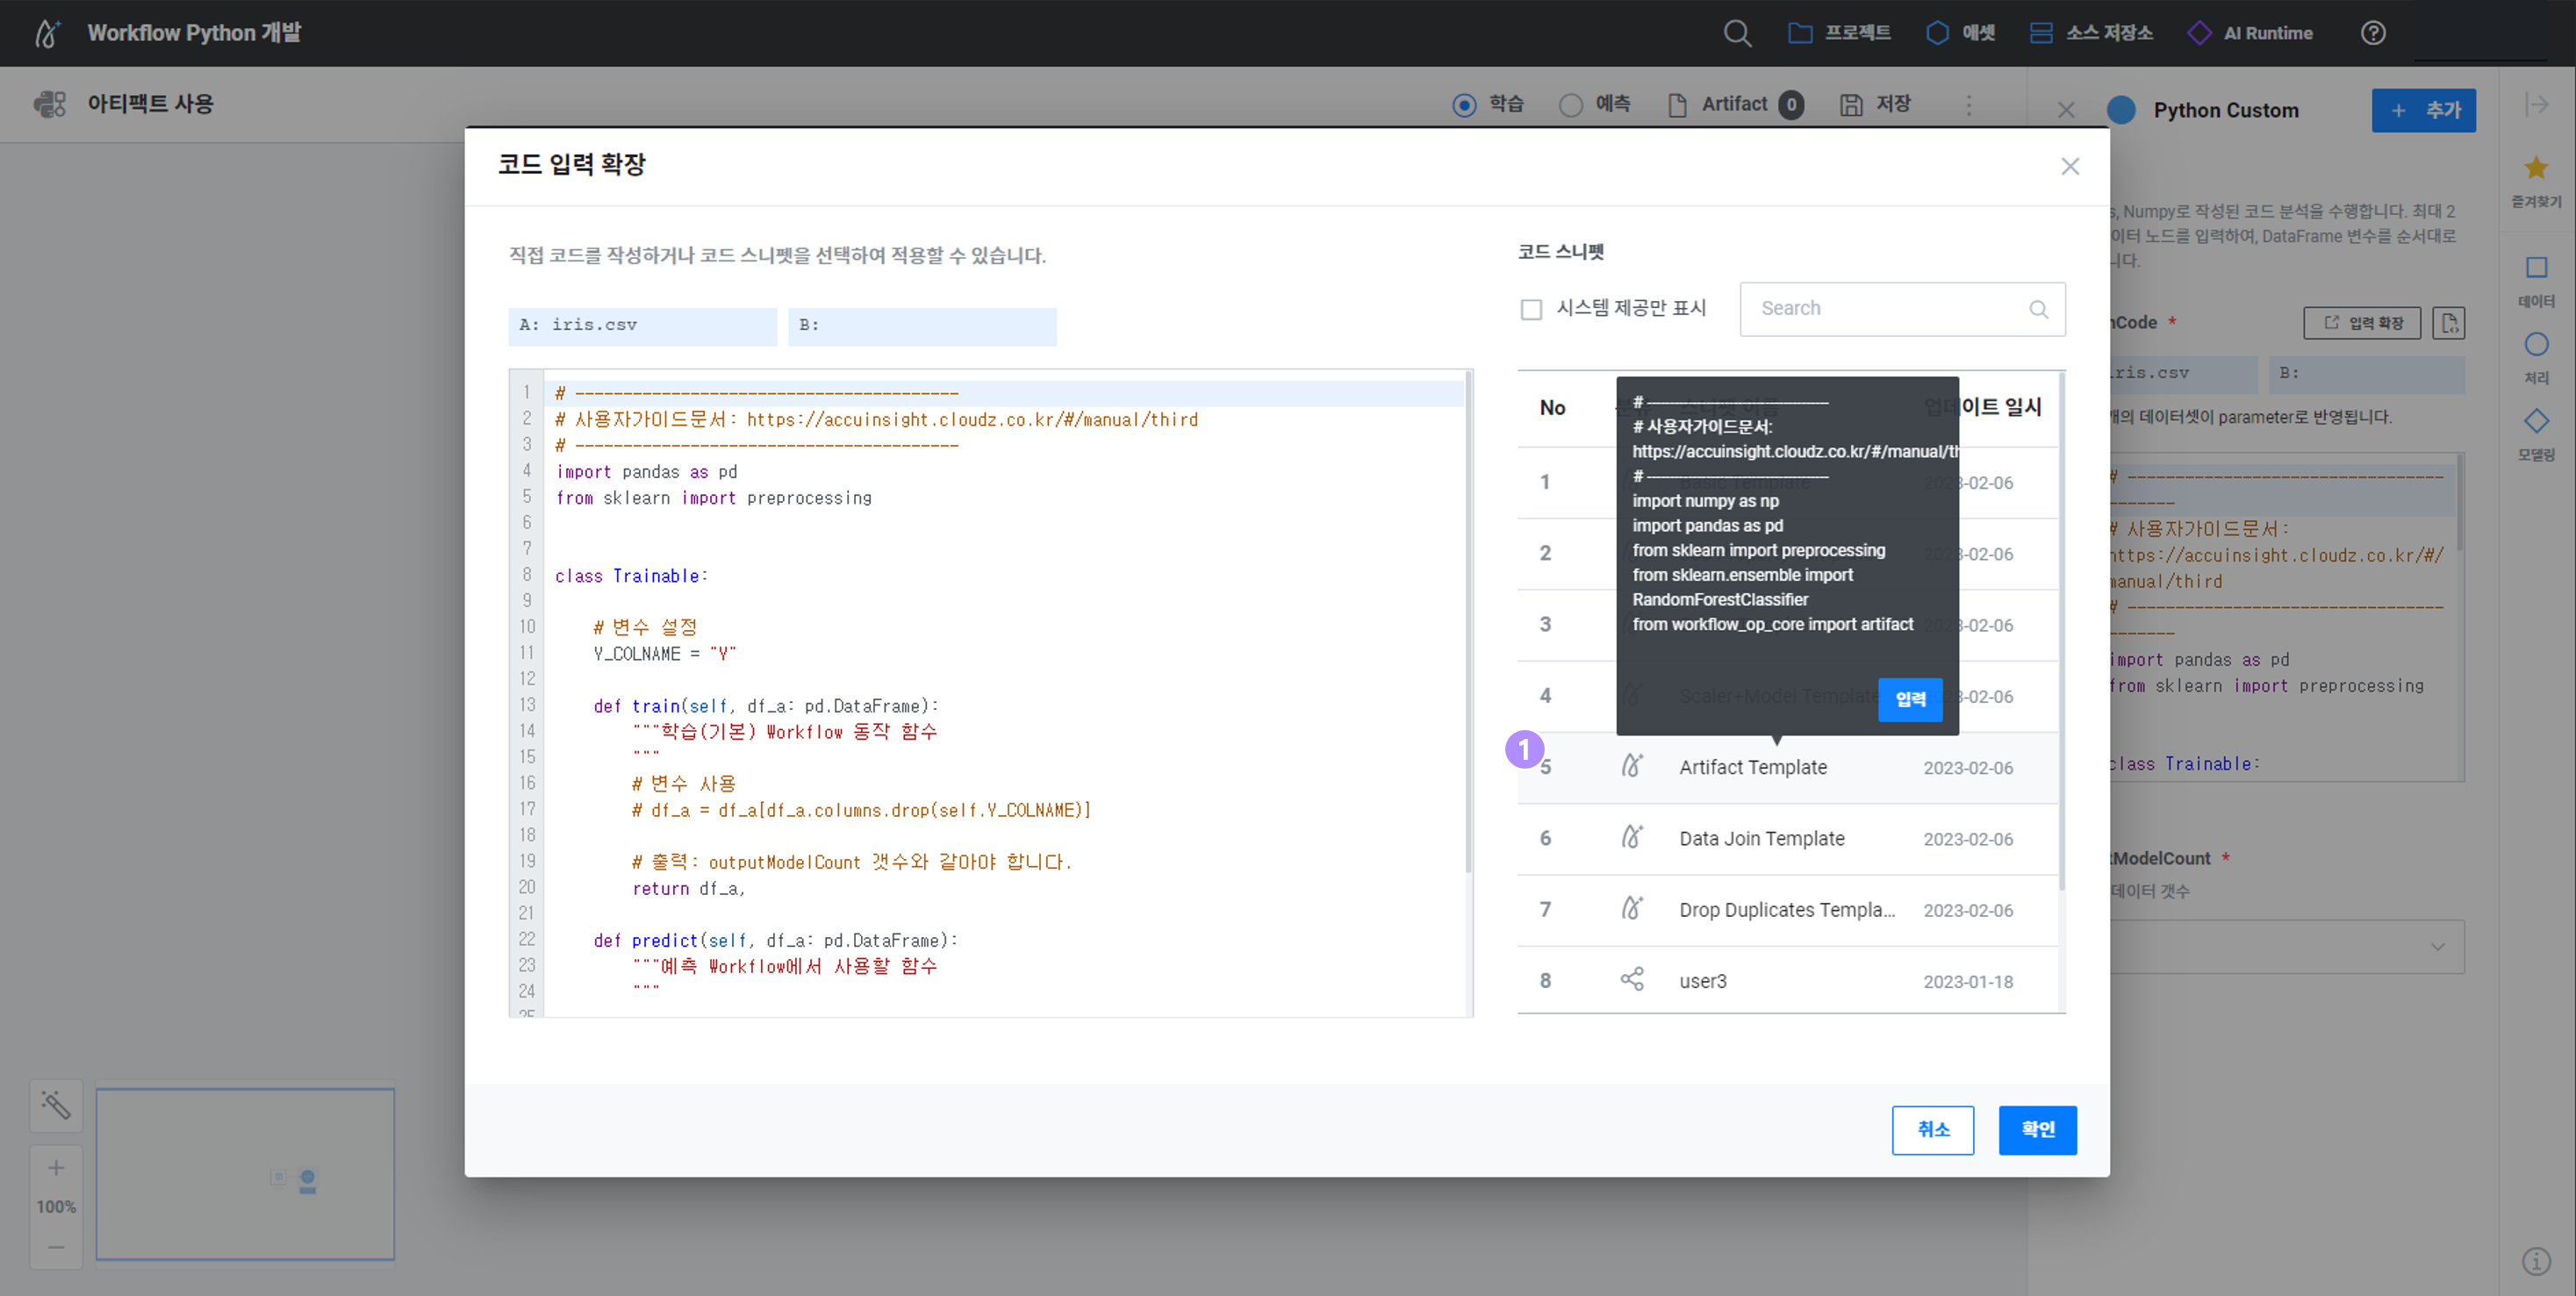 Workflow Python 개발
프로젝트
애셋
소스 저장소
AI Runtime
아티팩트 사용
학습
예측
Artifact 0
저장
Python Custom
+ 추가
코드 입력 확장
직접 코드를 작성하거나 코드 스니펫을 선택하여 적용할 수 있습니다.
A: iris.csv
B:
1 # ----------------------------------------
2 # 사용자가이드문서: https://accuinsight.cloudz.co.kr/#/manual/third
3 # ----------------------------------------
4 import pandas as pd
5 from sklearn import preprocessing
6
7
8 class Trainable:
9
10 # 변수 설정
11 Y_COLNAME = "Y"
12
13 def train(self, df_a: pd.DataFrame):
14 """학습(기본) Workflow 동작 함수
15 """
16 # 변수 사용
17 # df_a = df_a[df_a.columns.drop(self.Y_COLNAME)]
18
19 # 출력: outputModelCount 갯수와 같아야 합니다.
20 return df_a,
21
22 def predict(self, df_a: pd.DataFrame):
23 """예측 Workflow에서 사용할 함수
24 """
25
코드 스니펫
시스템 제공만 표시
Search
No
스니펫 이름
업데이트 일시
# ----------------------------------------
# 사용자가이드문서:
https://accuinsight.cloudz.co.kr/#/manual/th
# ----------------------------------------
import numpy as np
import pandas as pd
from sklearn import preprocessing
from sklearn.ensemble import
RandomForestClassifier
from workflow_op_core import artifact
입력
1 Basic Template 2023-02-06
2 2023-02-06
3 2023-02-06
4 Scaler+Model Template 2023-02-06
1
5 Artifact Template 2023-02-06
6 Data Join Template 2023-02-06
7 Drop Duplicates Templa... 2023-02-06
8 user3 2023-01-18
취소
확인
s, Numpy로 작성된 코드 분석을 수행합니다. 최대 2
이터 노드를 입력하여, DataFrame 변수를 순서대로
니다.
nCode *
입력 확장
iris.csv
B:
개의 데이터셋이 parameter로 반영됩니다.
# ---------------------------------
-------
# 사용자가이드문서:
https://accuinsight.cloudz.co.kr/#/
manual/third
# ---------------------------------
-------
import pandas as pd
from sklearn import preprocessing
class Trainable:
tModelCount *
데이터 갯수
즐겨찾기
데이터
처리
모델링
+
100%
−